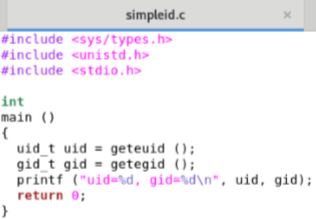 simpleid.c ×
#include <sys/types.h>
#include <unistd.h>
#include <stdio.h>
int
main ()
{
  uid_t uid = geteuid ();
  gid_t gid = getegid ();
  printf ("uid=%d, gid=%d\n", uid, gid);
  return 0;
}